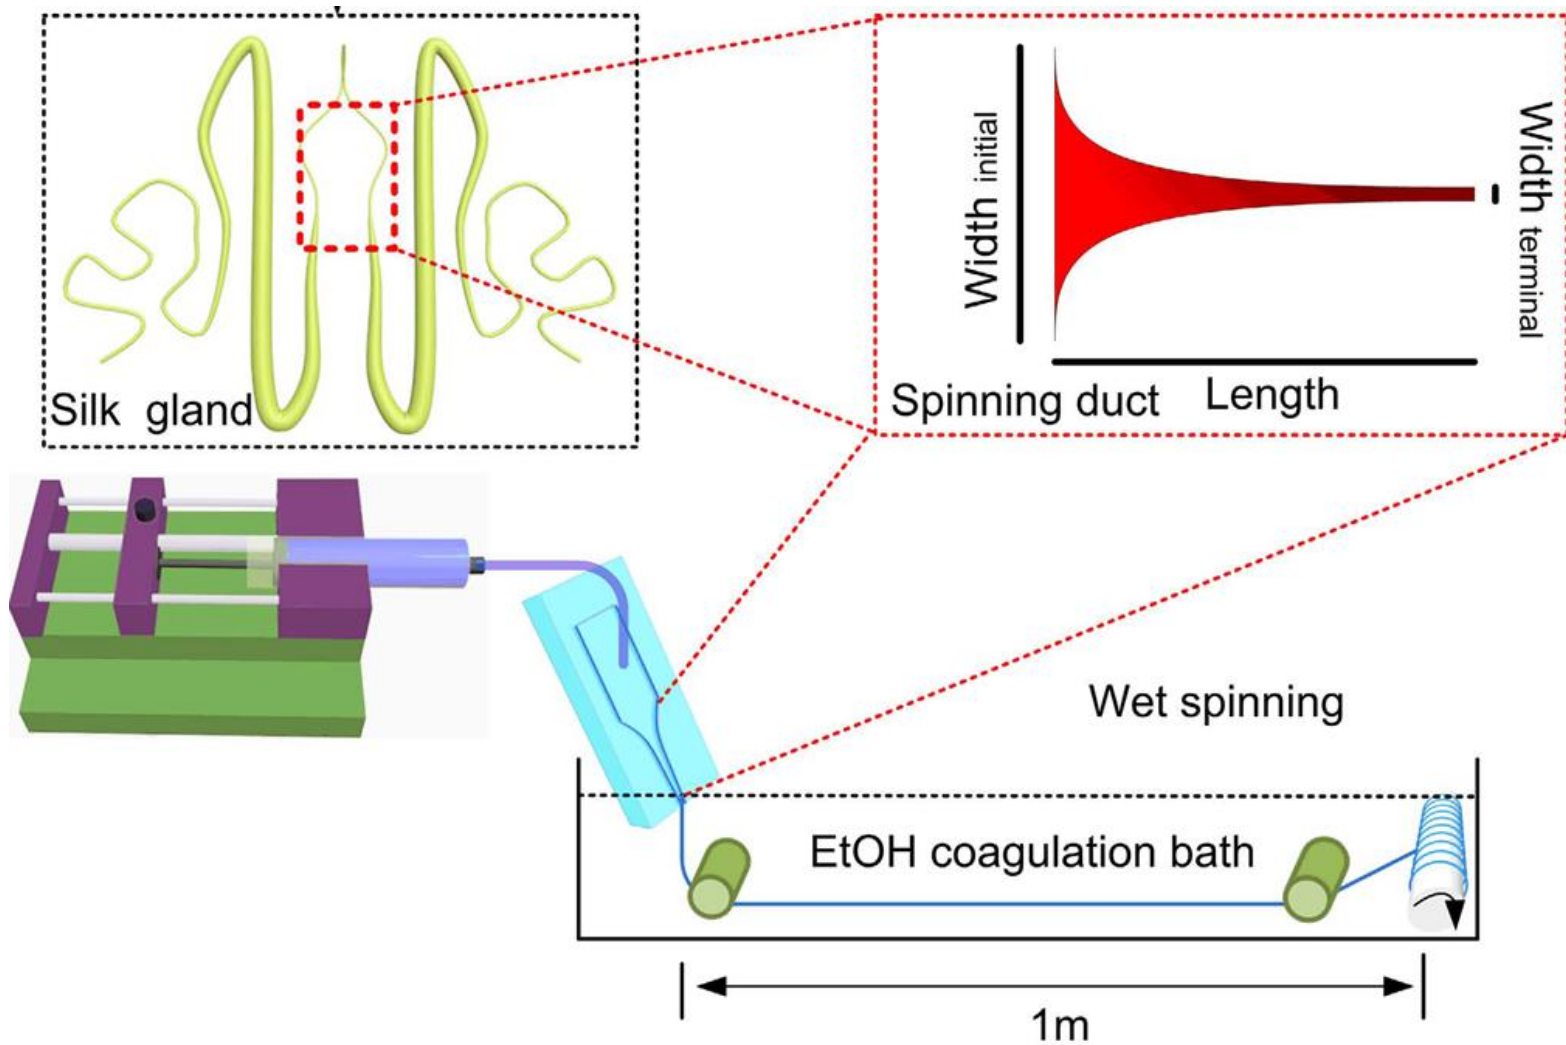 Silk gland
Width initial
Width terminal
Spinning duct
Length
Wet spinning
EtOH coagulation bath
1m